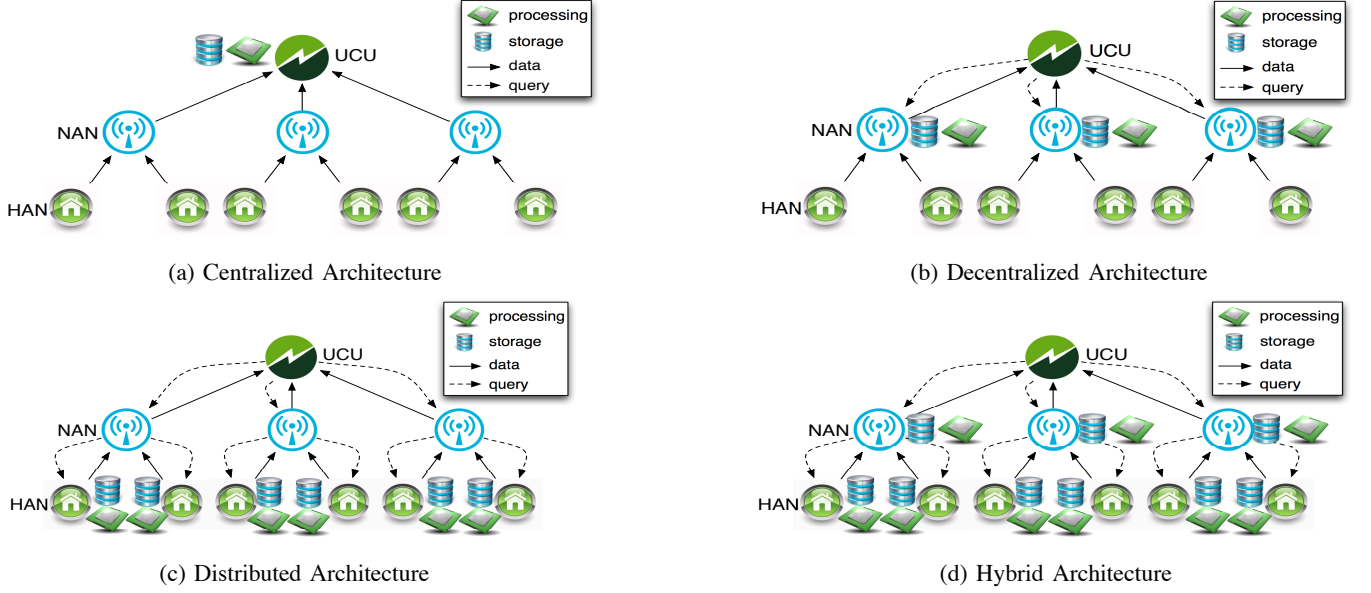 processing
storage
data
query
UCU
NAN
HAN
(a) Centralized Architecture
processing
storage
data
query
UCU
NAN
HAN
(b) Decentralized Architecture
processing
storage
data
query
UCU
NAN
HAN
(c) Distributed Architecture
processing
storage
data
query
UCU
NAN
HAN
(d) Hybrid Architecture